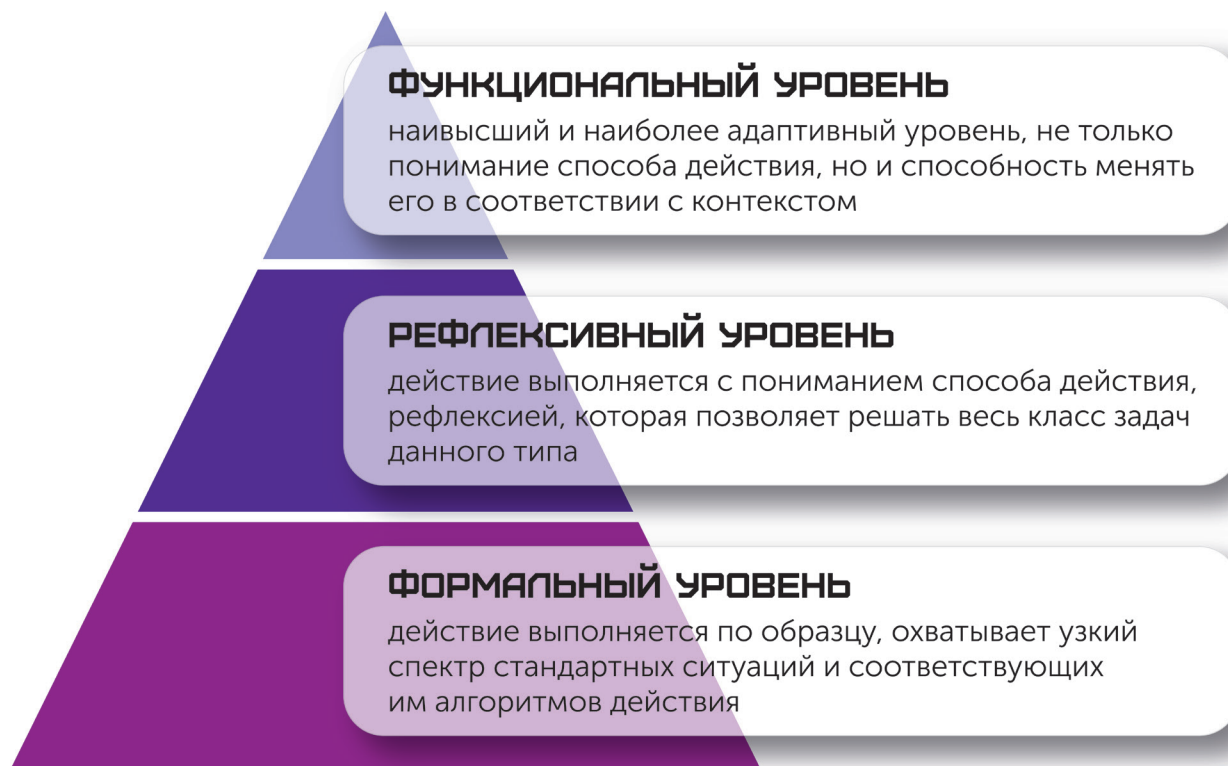 ФУНКЦИОНАЛЬНЫЙ УРОВЕНЬ
наивысший и наиболее адаптивный уровень, не только
понимание способа действия, но и способность менять
его в соответствии с контекстом
РЕФЛЕКСИВНЫЙ УРОВЕНЬ
действие выполняется с пониманием способа действия,
рефлексией, которая позволяет решать весь класс задач
данного типа
ФОРМАЛЬНЫЙ УРОВЕНЬ
действие выполняется по образцу, охватывает узкий
спектр стандартных ситуаций и соответствующих
им алгоритмов действия